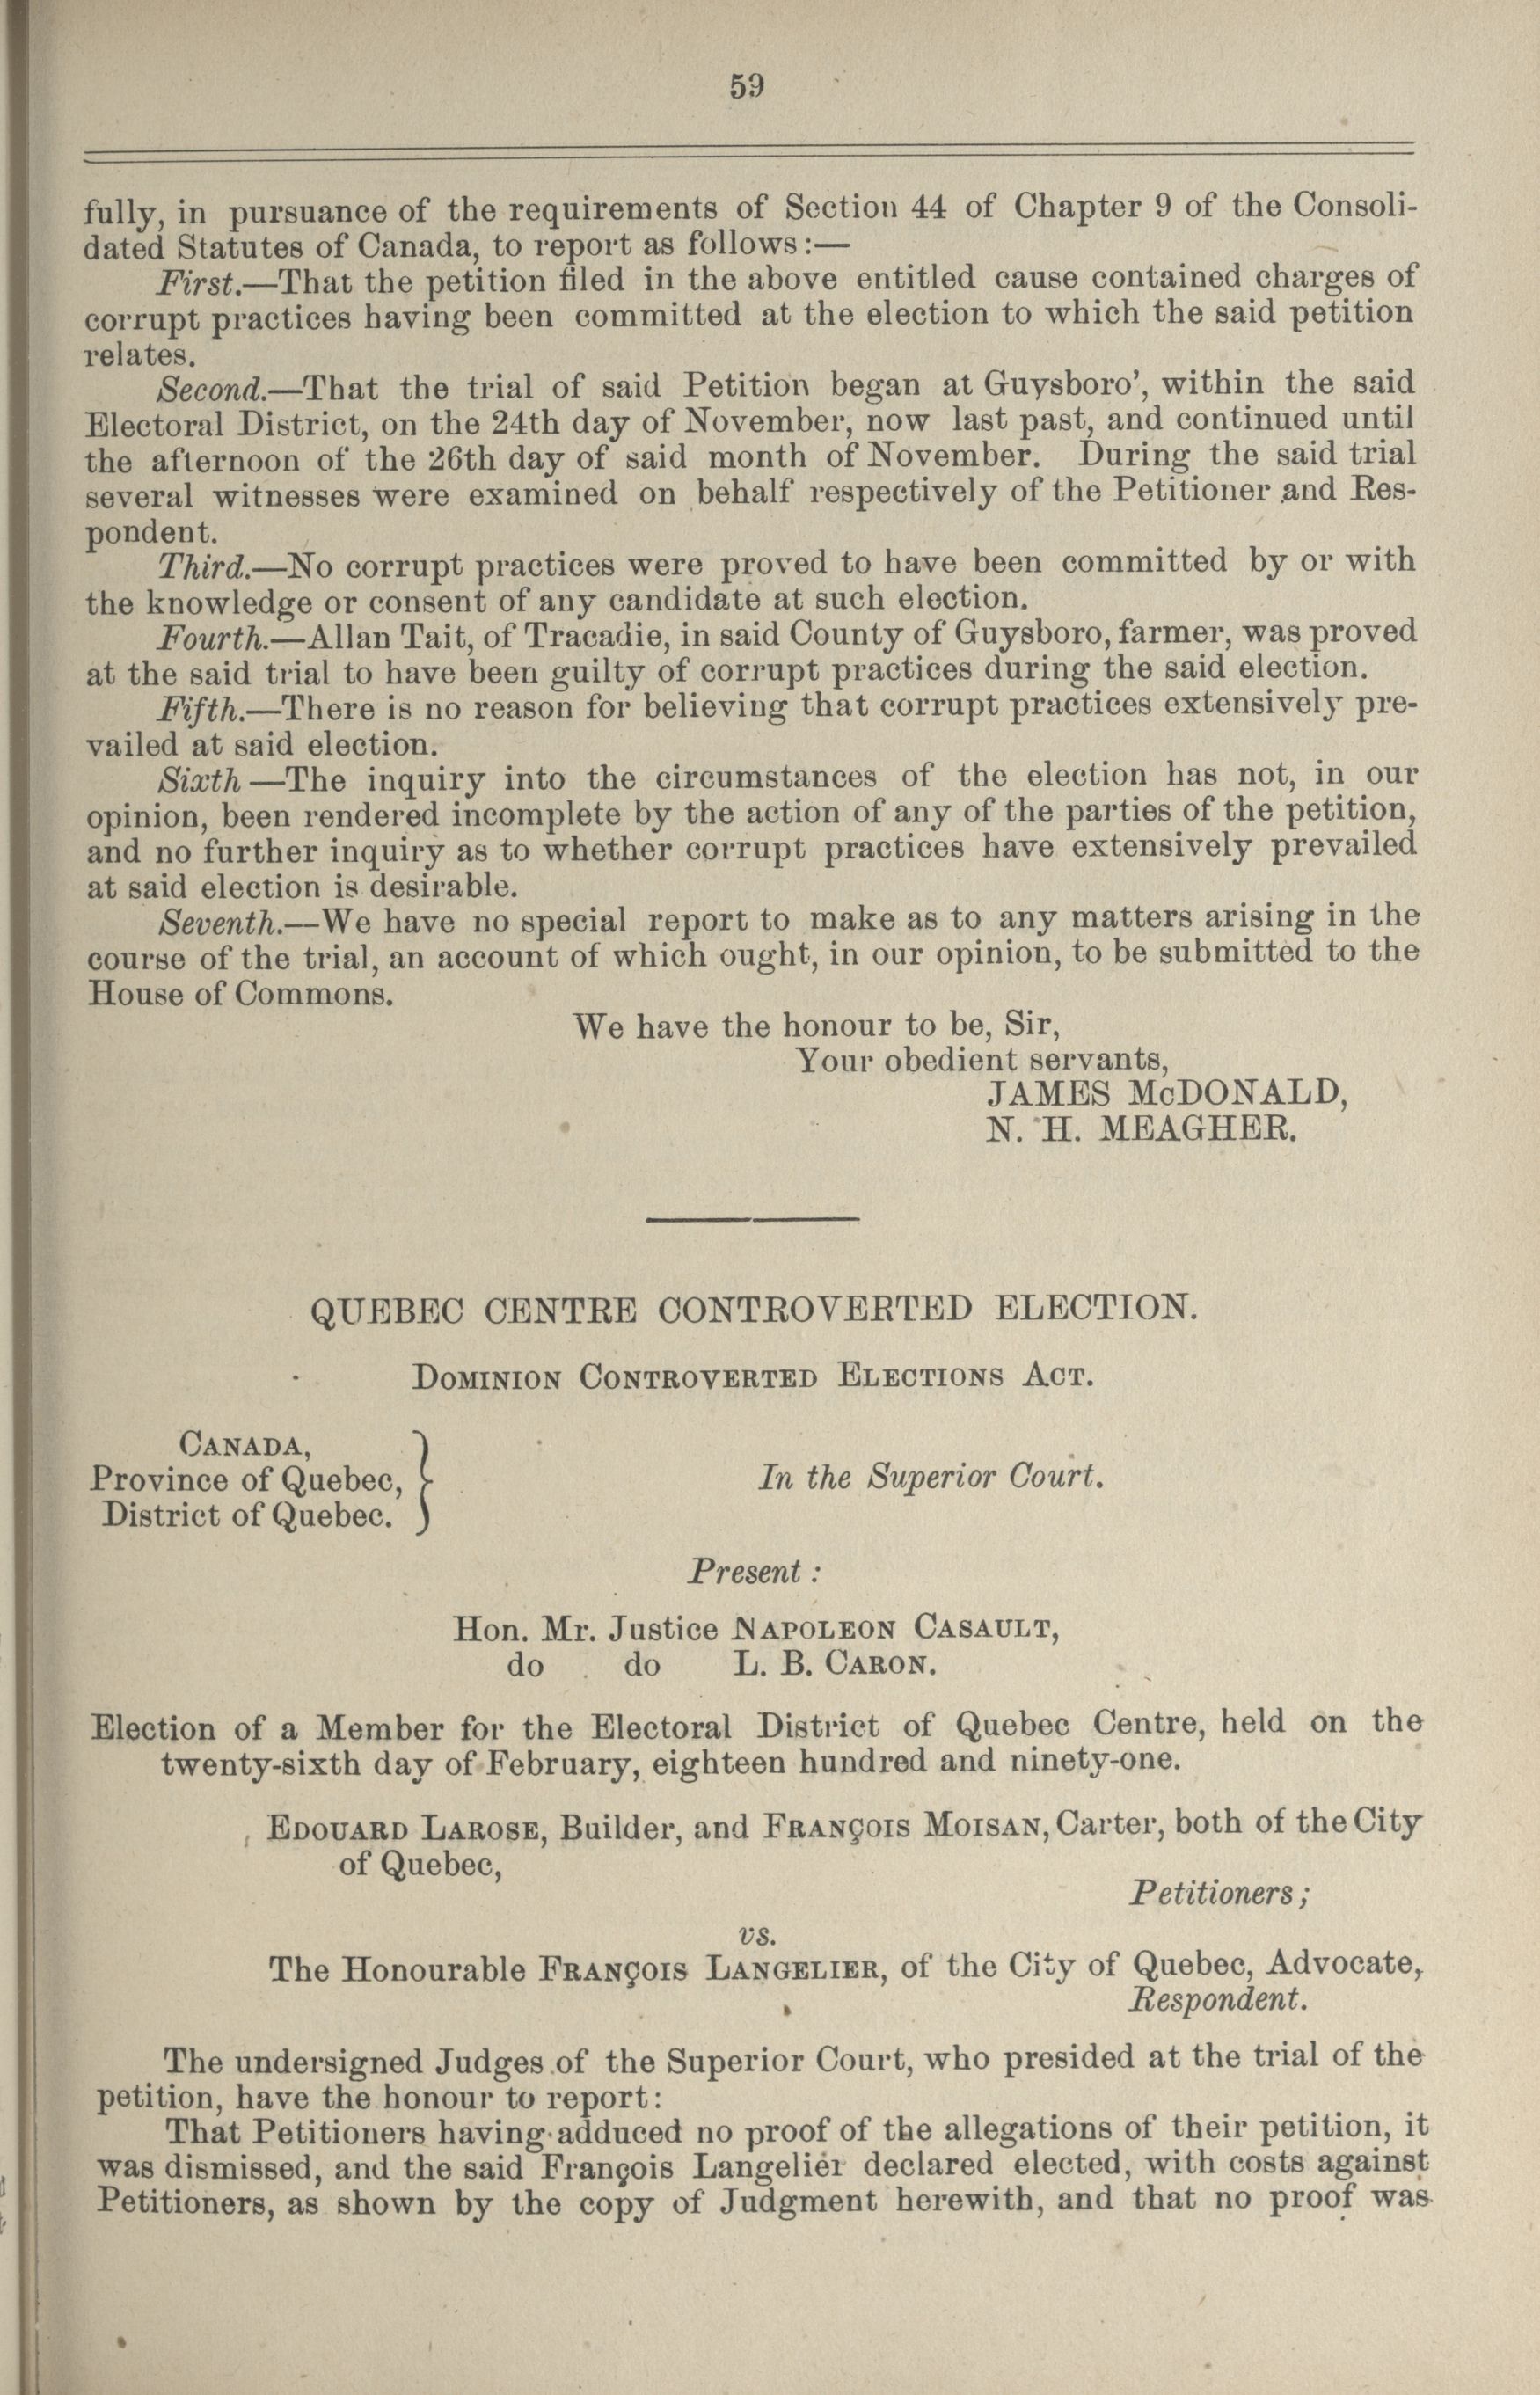 59
fully, in pursuance of the requirements of Section 44 of Chapter 9 of the Consoli-
dated Statutes of Canada, to report as follows:—
First.—That the petition filed in the above entitled cause contained charges of
corrupt practices having been committed at the election to which the said petition
relates.
Second.—That the trial of said Petition began at Guysboro', within the said
Electoral District, on the 24th day of November, now last past, and continued until
the afternoon of the 26th day of said month of November. During the said trial
several witnesses were examined on behalf respectively of the Petitioner and Res-
pondent.
Third.—No corrupt practices were proved to have been committed by or with
the knowledge or consent of any candidate at such election.
Fourth.—Allan Tait, of Tracadie, in said County of Guysboro, farmer, was proved
at the said trial to have been guilty of corrupt practices during the said election.
Fifth.—There is no reason for believing that corrupt practices extensively pre-
vailed at said election.
Sixth—The inquiry into the circumstances of the election has not, in our
opinion, been rendered incomplete by the action of any of the parties of the petition,
and no further inquiry as to whether corrupt practices have extensively prevailed
at said election is desirable.
Seventh.—We have no special report to make as to any matters arising in the
course of the trial, an account of which ought, in our opinion, to be submitted to the
House of Commons.
We have the honour to be, Sir,
Your obedient servants,
JAMES McDONALD,
N. H. MEAGHER.
QUEBEC CENTRE CONTROVERTED ELECTION.
DOMINION CONTROVERTED ELECTIONS ACT.
CANADA,
Province of Quebec,
District of Quebec.
In the Superior Court.
Present:
Hon. Mr. Justice NAPOLEON CASAULT,
do do L. B. CARON.
Election of a Member for the Electoral District of Quebec Centre, held on the
twenty-sixth day of February, eighteen hundred and ninety-one.
EDOUARD LAROSE, Builder, and FRANÇOIS MOISAN, Carter, both of the City
of Quebec,
Petitioners;
vs.
The Honourable FRANÇOIS LANGELIER, of the City of Quebec, Advocate,
Respondent.
The undersigned Judges of the Superior Court, who presided at the trial of the
petition, have the honour to report:
That Petitioners having adduced no proof of the allegations of their petition, it
was dismissed, and the said François Langelier declared elected, with costs against
Petitioners, as shown by the copy of Judgment herewith, and that no proof was